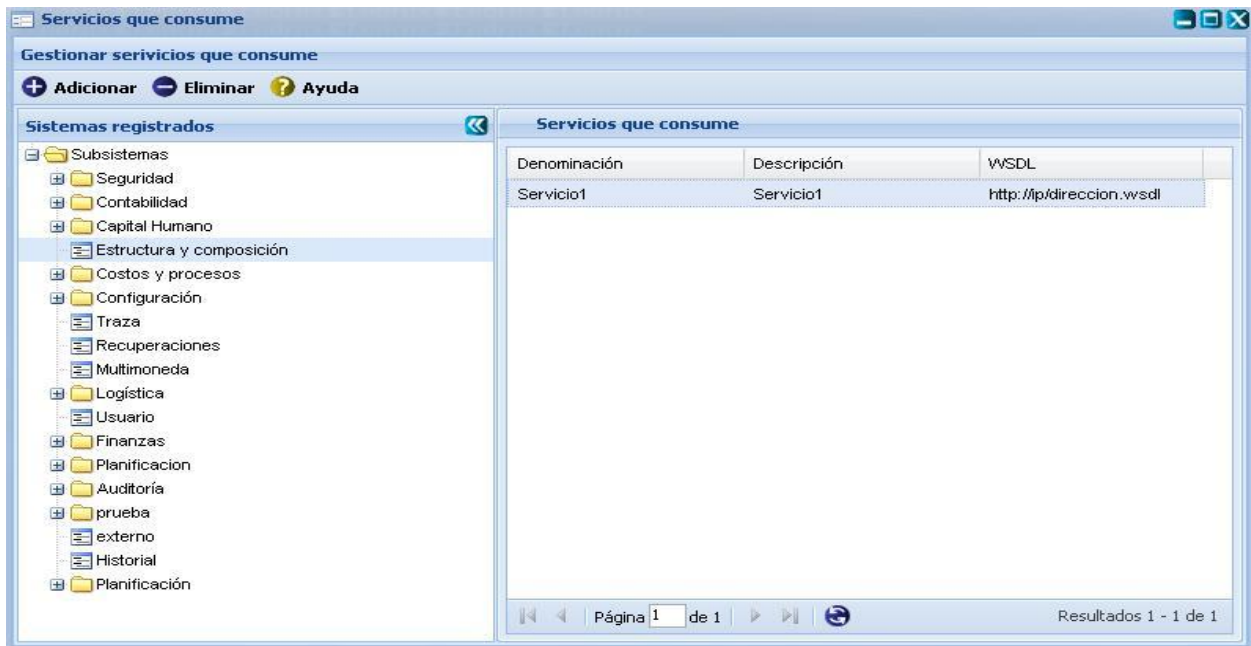 Servicios que consume
Gestionar serivicios que consume
Adicionar Eliminar Ayuda
Sistemas registrados
Subsistemas
Seguridad
Contabilidad
Capital Humano
Estructura y composición
Costos y procesos
Configuración
Traza
Recuperaciones
Multimoneda
Logística
Usuario
Finanzas
Planificacion
Auditoría
prueba
externo
Historial
Planificación
Servicios que consume
Denominación Descripción WSDL
Servicio1 Servicio1 http://ip/direccion.wsdl
Página 1 de 1 Resultados 1 - 1 de 1